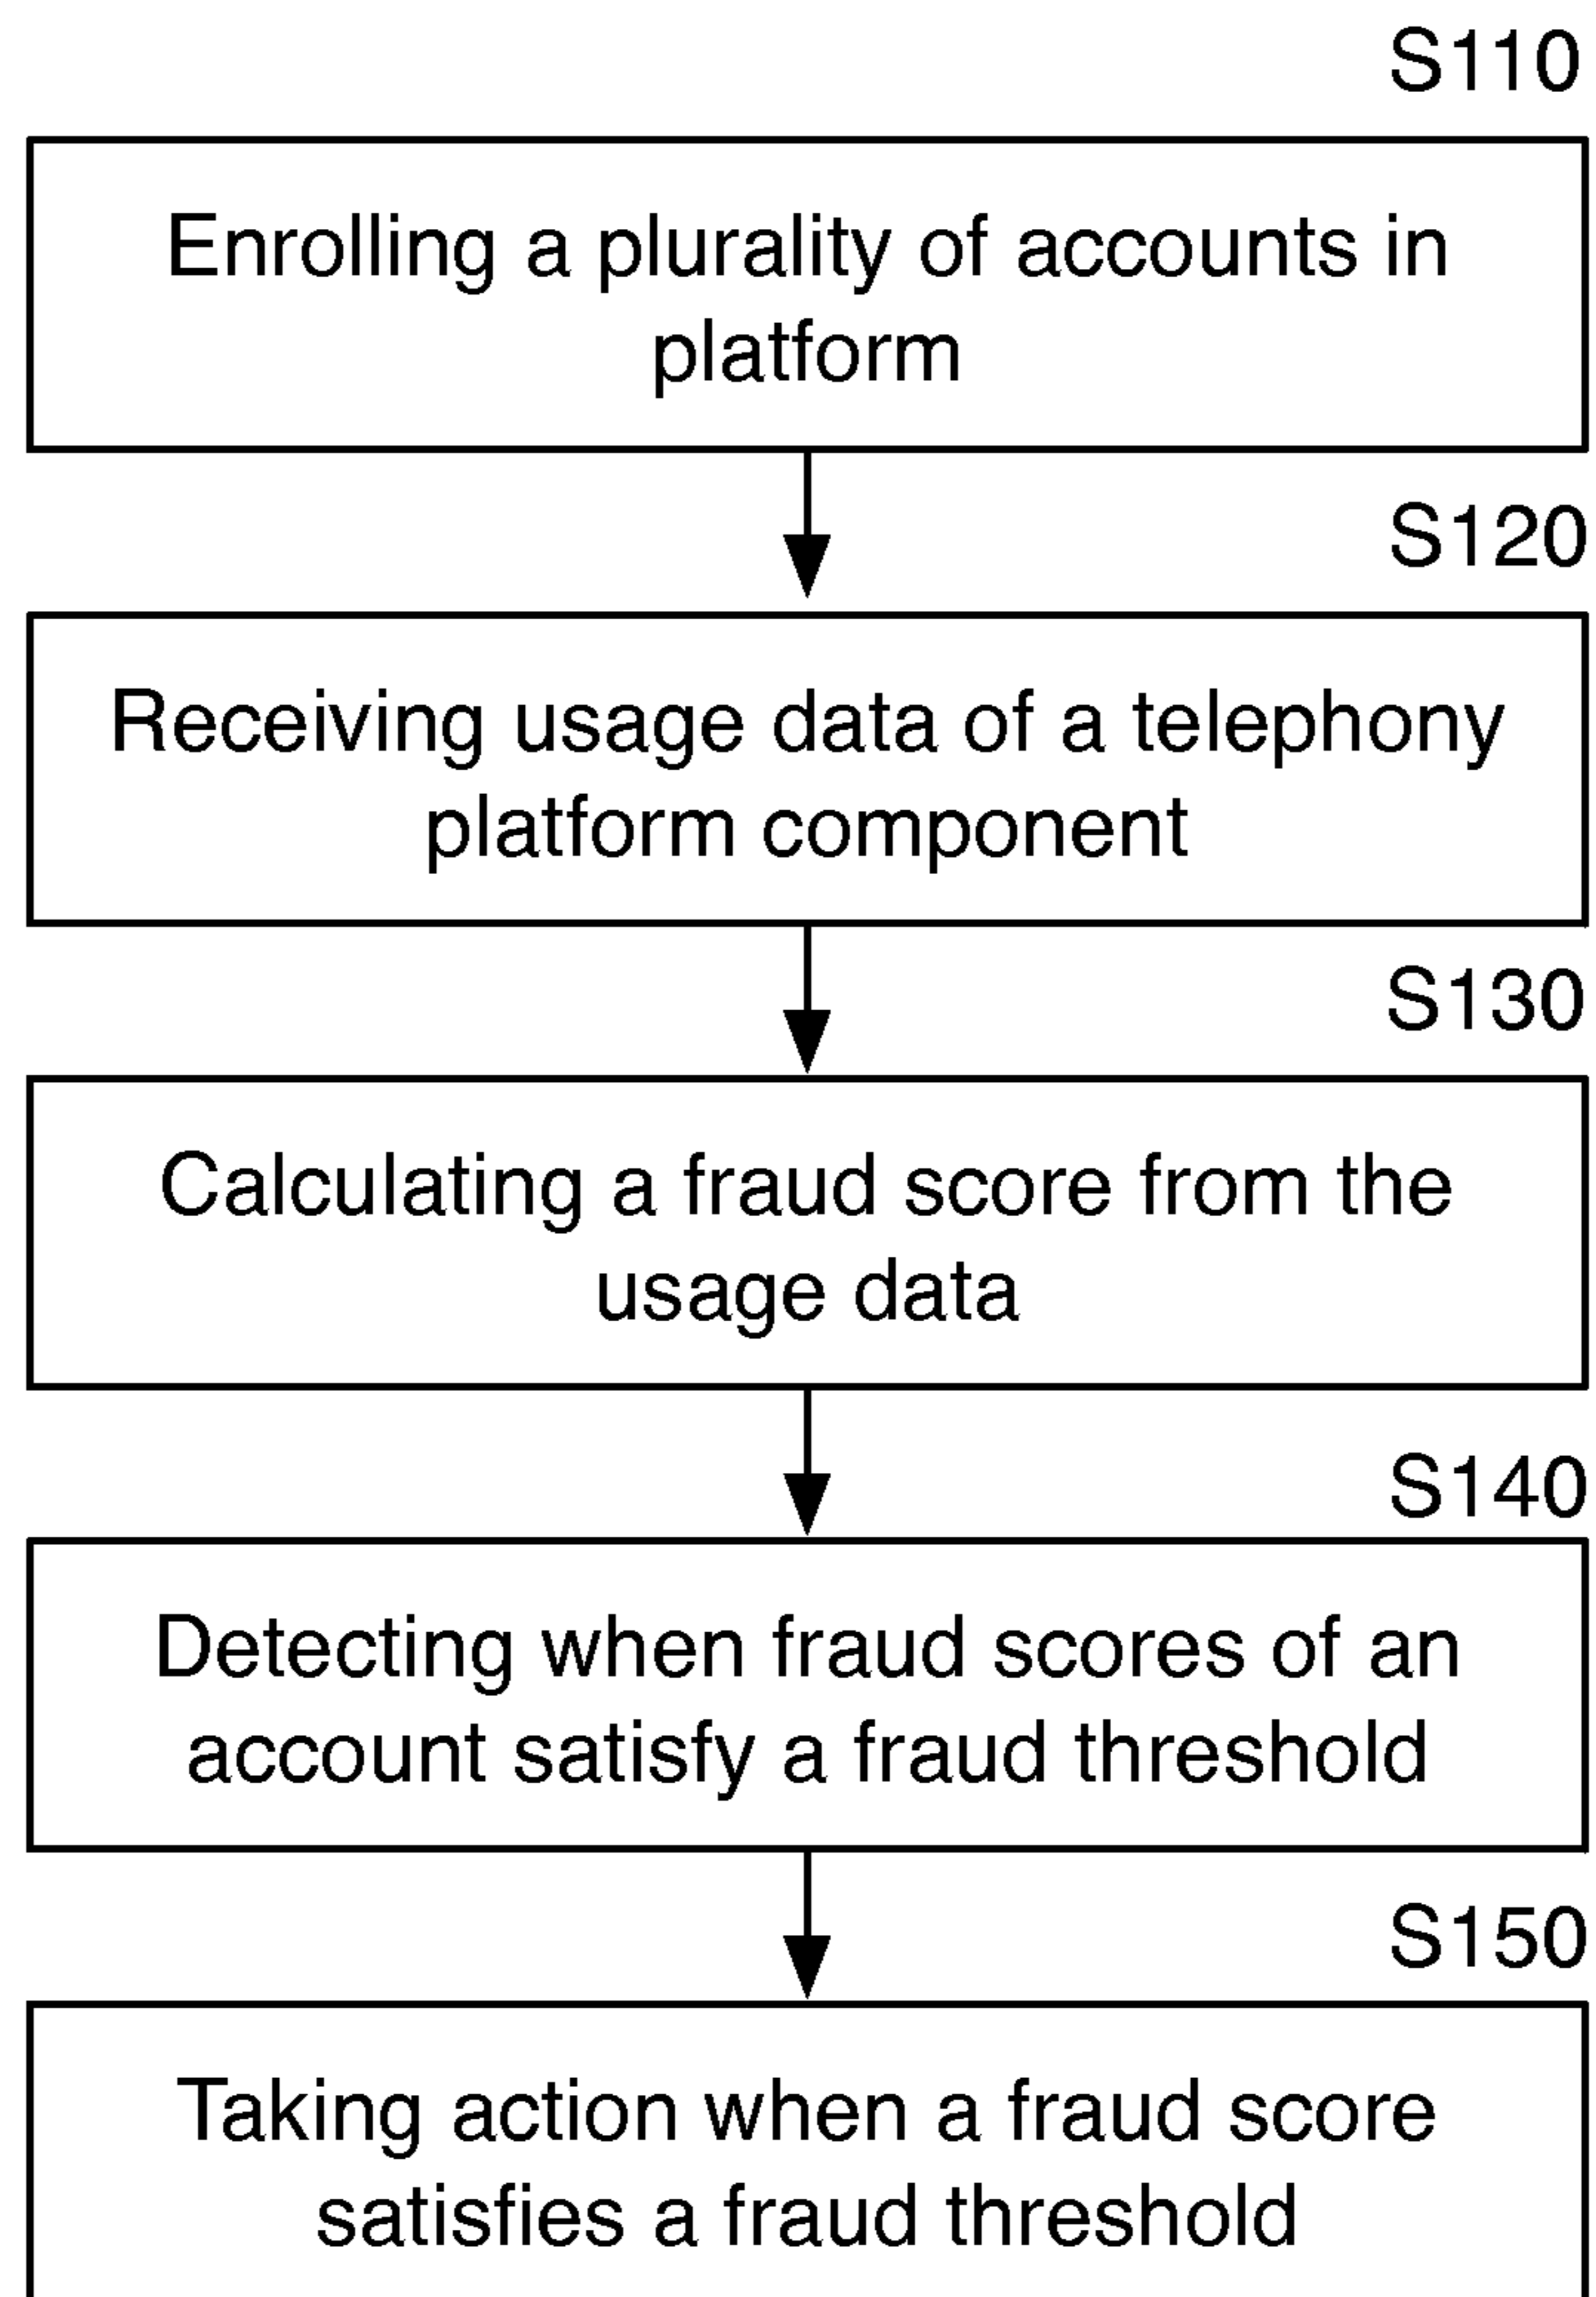 S110
Enrolling a plurality of accounts in
platform
S120
Receiving usage data of a telephony
platform component
S130
Calculating a fraud score from the
usage data
S140
Detecting when fraud scores of an
account satisfy a fraud threshold
S150
Taking action when a fraud score
satisfies a fraud threshold